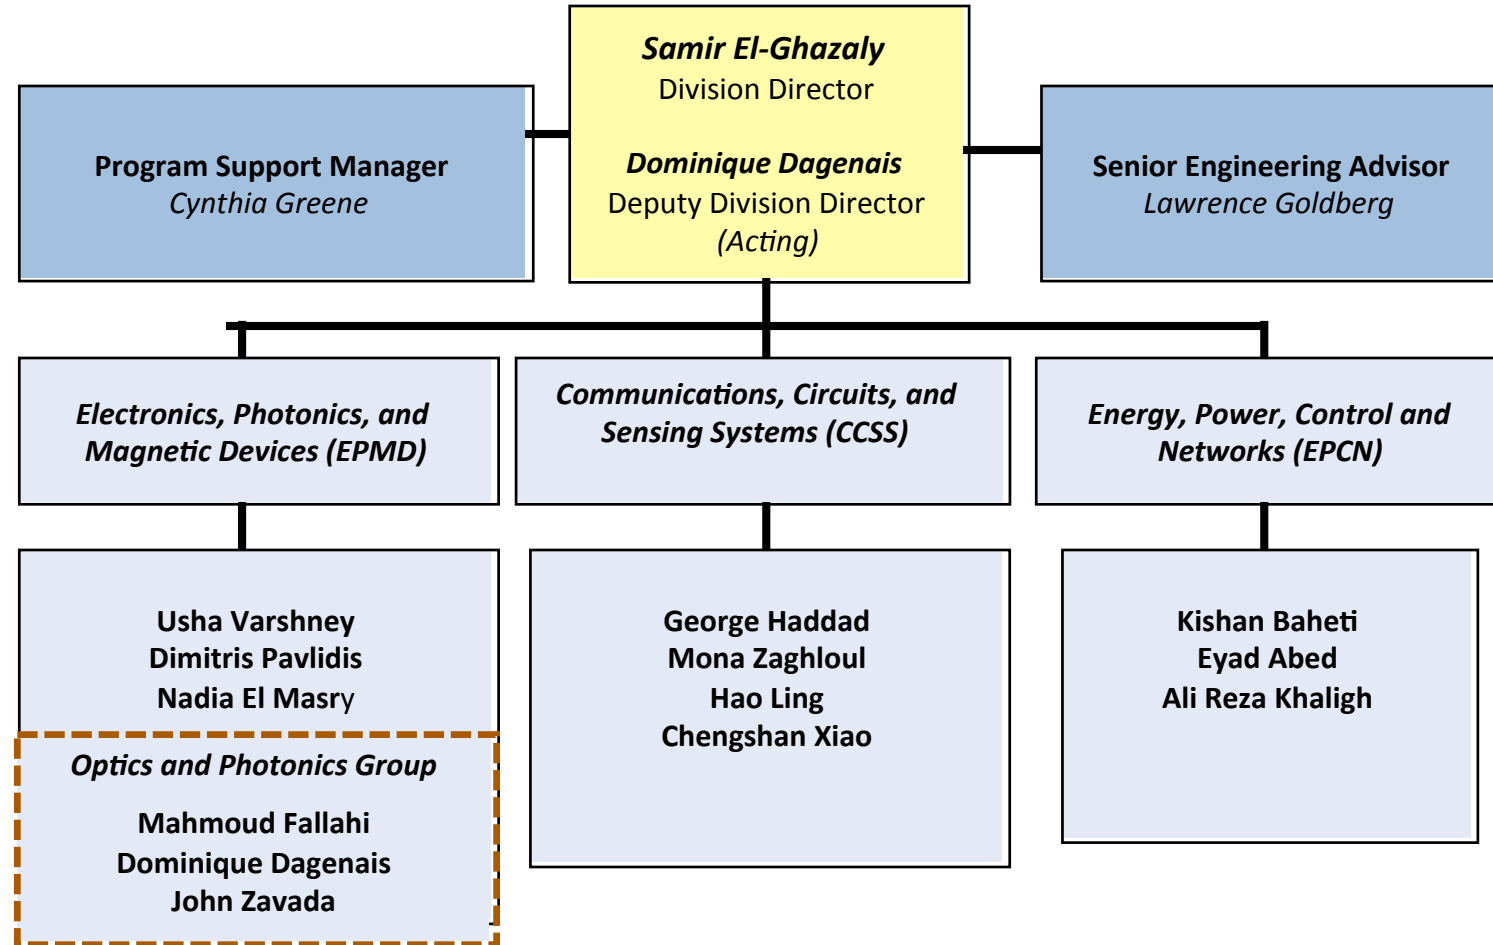 Samir El-Ghazaly
Division Director
Dominique Dagenais
Deputy Division Director
(Acting)
Program Support Manager
Cynthia Greene
Senior Engineering Advisor
Lawrence Goldberg
Electronics, Photonics, and
Magnetic Devices (EPMD)
Communications, Circuits, and
Sensing Systems (CCSS)
Energy, Power, Control and
Networks (EPCN)
Usha Varshney
Dimitris Pavlidis
Nadia El Masry
Optics and Photonics Group
Mahmoud Fallahi
Dominique Dagenais
John Zavada
George Haddad
Mona Zaghloul
Hao Ling
Chengshan Xiao
Kishan Baheti
Eyad Abed
Ali Reza Khaligh